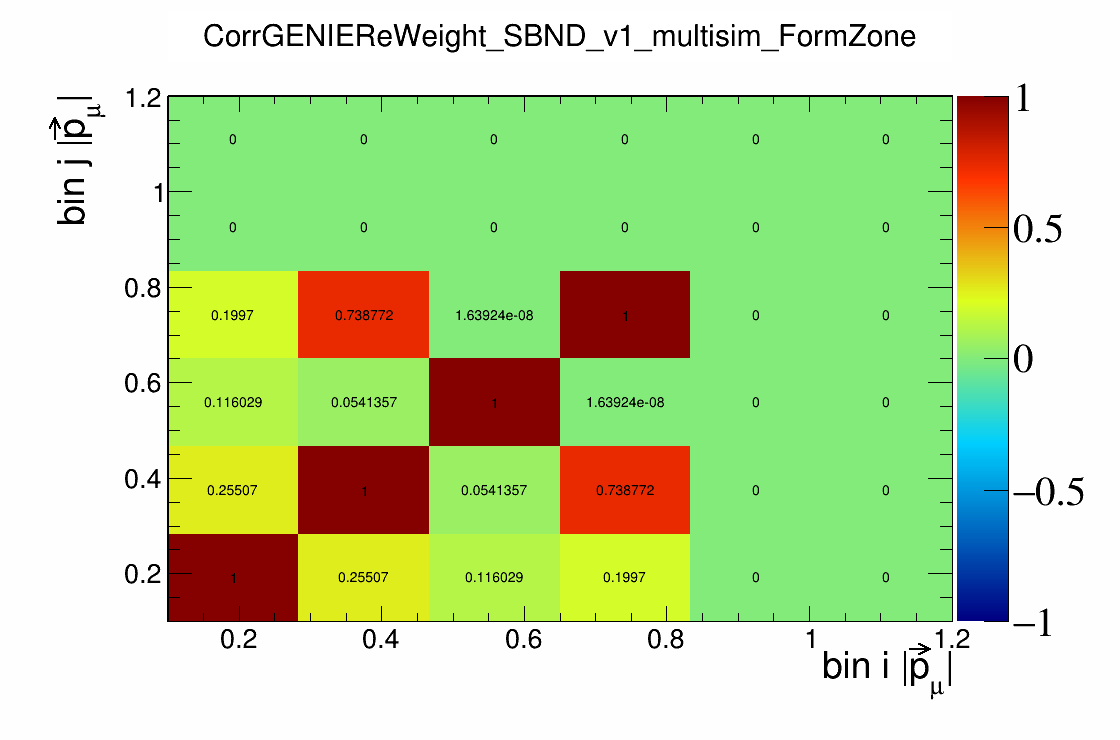 CorrGENIEReWeight_SBND_v1_multisim_FormZone
bin j |p⃗μ|
1.2
1
0.8
0.6
0.4
0.2
0 0 0 0 0 0
0 0 0 0 0 0
0.1997 0.738772 1.63924e-08 1 0 0
0.116029 0.0541357 1 1.63924e-08 0 0
0.25507 1 0.0541357 0.738772 0 0
1 0.25507 0.116029 0.1997 0 0
0.2 0.4 0.6 0.8 1 1.2
bin i |p⃗μ|
1
0.5
0
−0.5
−1